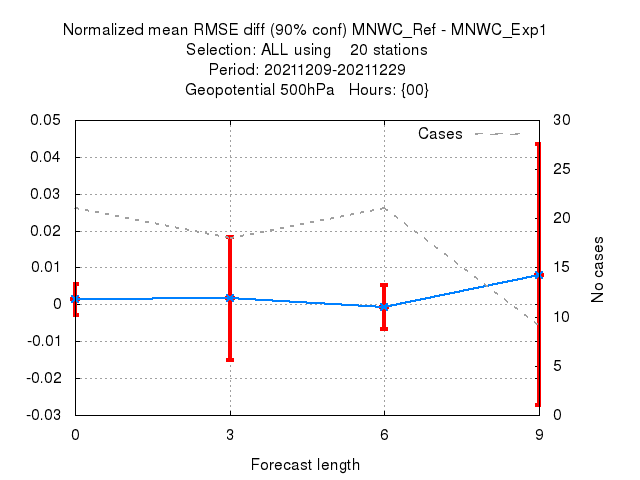 Normalized mean RMSE diff (90% conf) MNWC_Ref - MNWC_Exp1
Selection: ALL using    20 stations
Period: 20211209-20211229
Geopotential 500hPa   Hours: {00}
Cases
0.05
0.04
0.03
0.02
0.01
0
-0.01
-0.02
-0.03
30
25
20
15
10
5
0
No cases
0 3 6 9
Forecast length